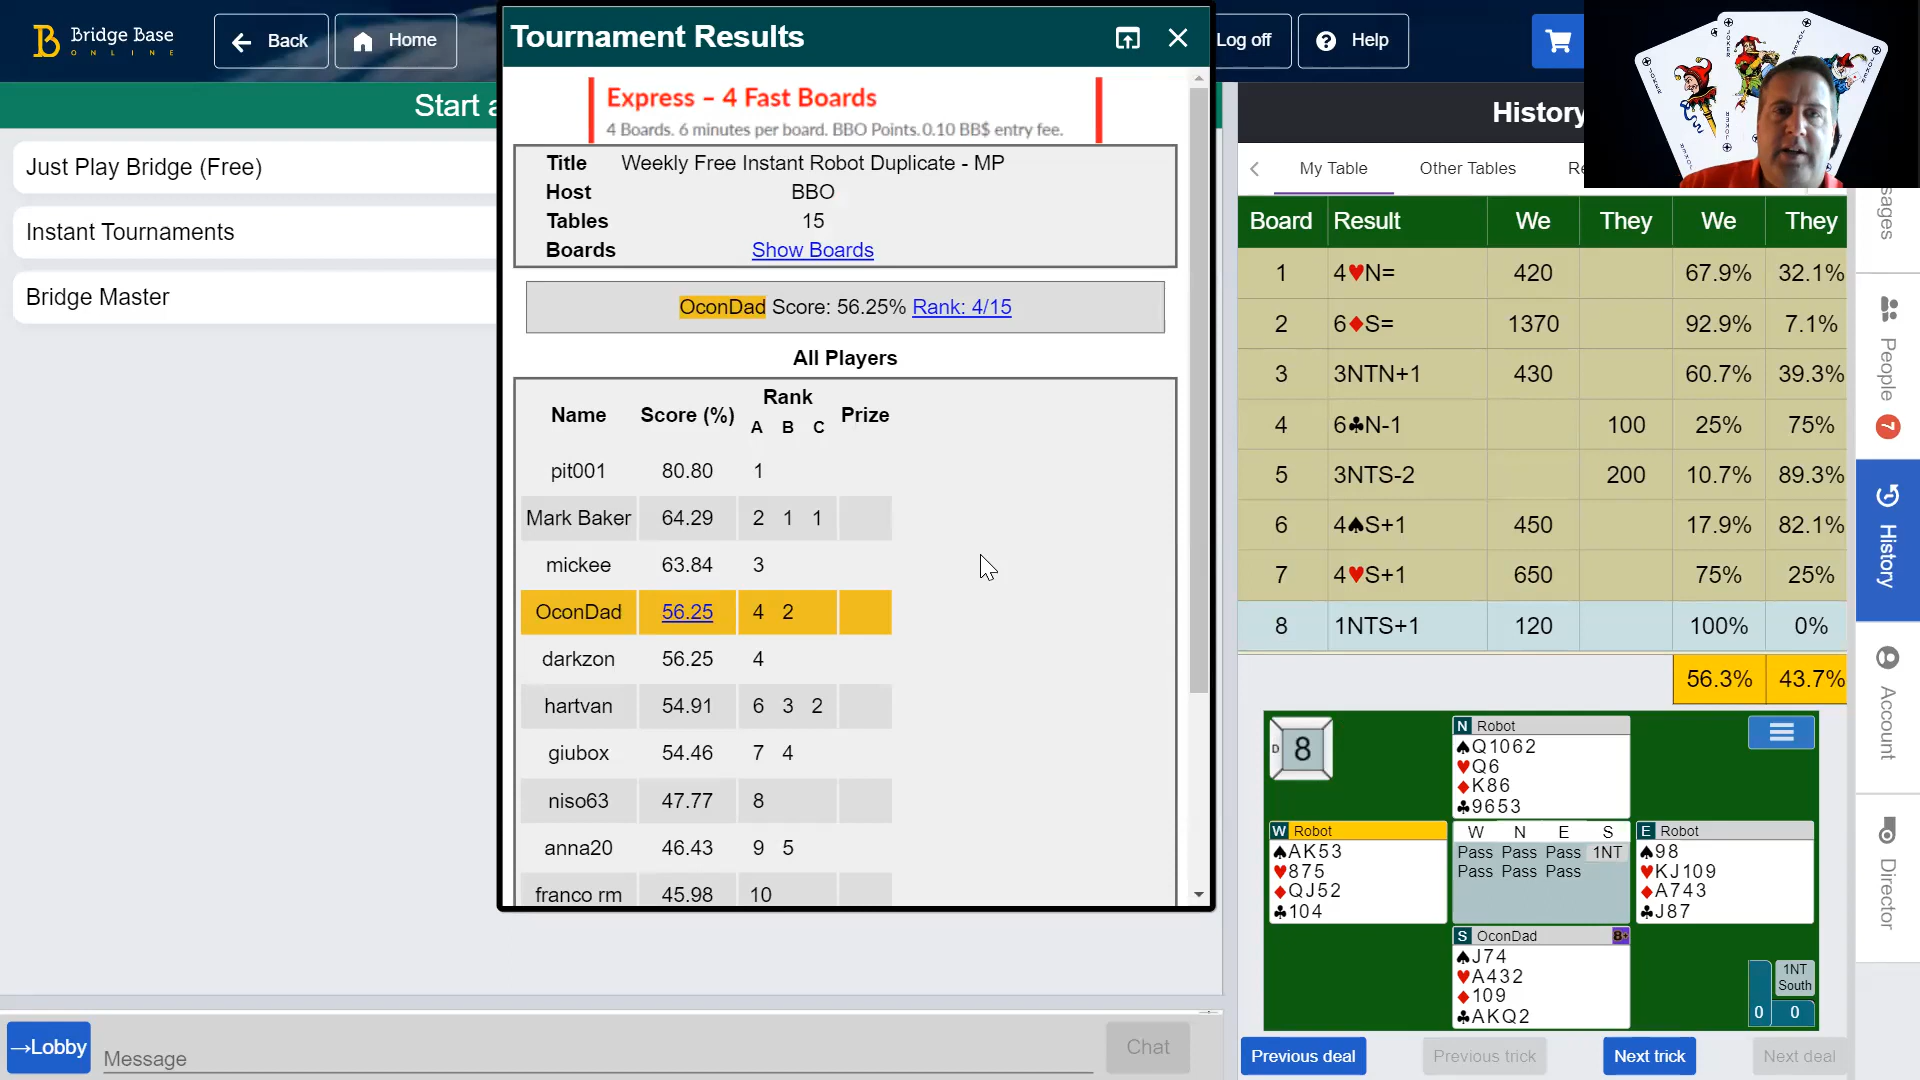 Bridge Base
ONLINE
Back
Home
Log off
Help
Start a
Just Play Bridge (Free)
Instant Tournaments
Bridge Master
→Lobby
Message
Chat
Tournament Results
Express – 4 Fast Boards
4 Boards. 6 minutes per board. BBO Points. 0.10 BB$ entry fee.
Title Weekly Free Instant Robot Duplicate - MP
Host BBO
Tables 15
Boards Show Boards
OconDad Score: 56.25% Rank: 4/15
All Players
Name Score (%) Rank Prize
A B C
pit001 80.80 1
Mark Baker 64.29 2 1 1
mickee 63.84 3
OconDad 56.25 4 2
darkzon 56.25 4
hartvan 54.91 6 3 2
giubox 54.46 7 4
niso63 47.77 8
anna20 46.43 9 5
franco rm 45.98 10
History
My Table Other Tables Re
Board Result We They We They
1 4♥N= 420 67.9% 32.1%
2 6♦S= 1370 92.9% 7.1%
3 3NTN+1 430 60.7% 39.3%
4 6♣N-1 100 25% 75%
5 3NTS-2 200 10.7% 89.3%
6 4♠S+1 450 17.9% 82.1%
7 4♥S+1 650 75% 25%
8 1NTS+1 120 100% 0%
56.3% 43.7%
D 8
N Robot
♠Q1062
♥Q6
♦K86
♣9653
W Robot
♠AK53
♥875
♦QJ52
♣104
W N E S
Pass Pass Pass 1NT
Pass Pass Pass
E Robot
♠98
♥KJ109
♦A743
♣J87
S OconDad 8+
♠J74
♥A432
♦109
♣AKQ2
1NT
South
0 0
Previous deal
Previous trick
Next trick
Next deal
sages
People
7
History
Account
Director
JOKER
JOKER